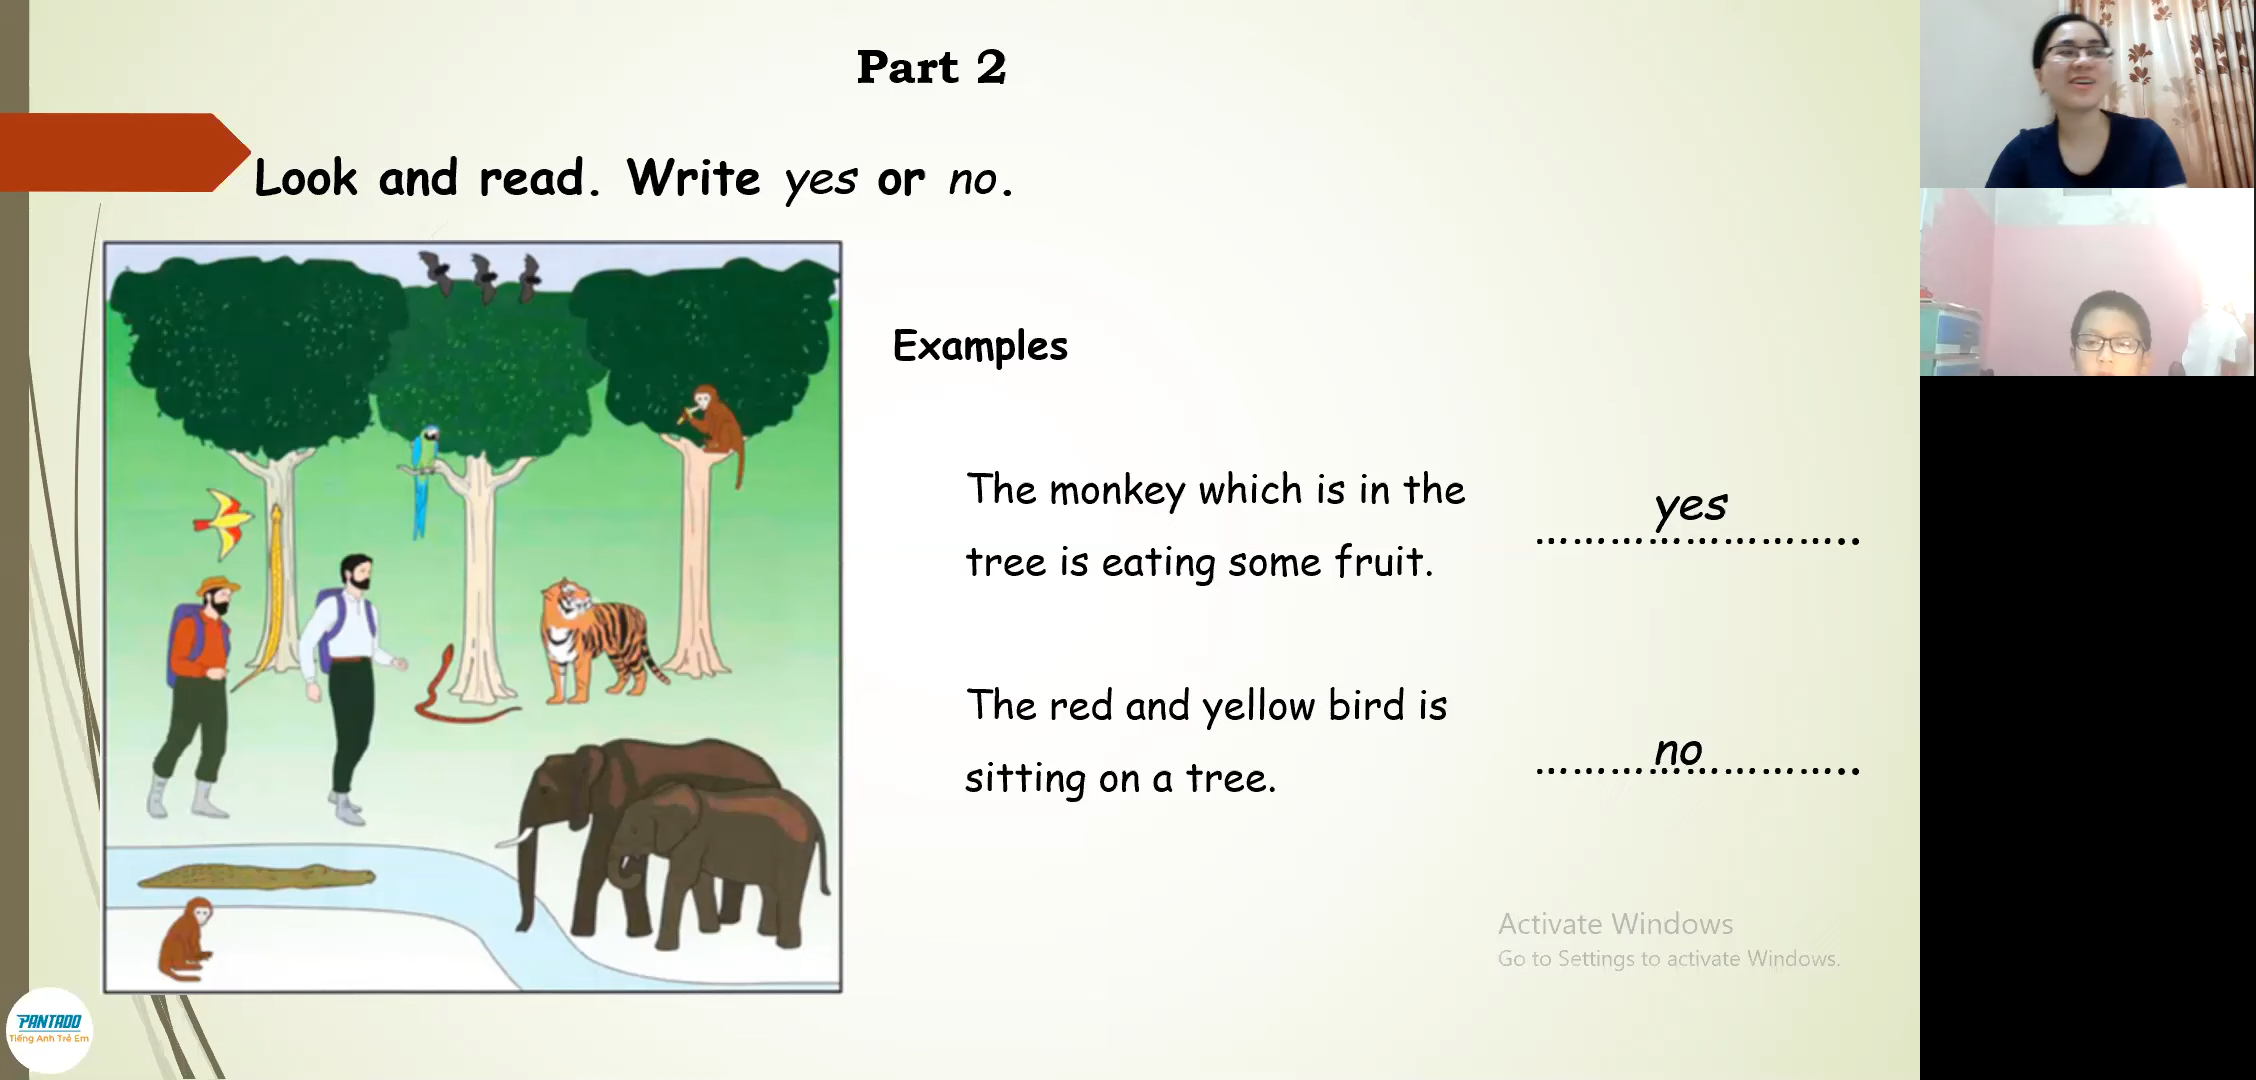 Part 2
Look and read. Write yes or no.
Examples
The monkey which is in the
tree is eating some fruit.
yes
The red and yellow bird is
sitting on a tree.
no
Activate Windows
Go to Settings to activate Windows.
PANTADO
Tiếng Anh Trẻ Em